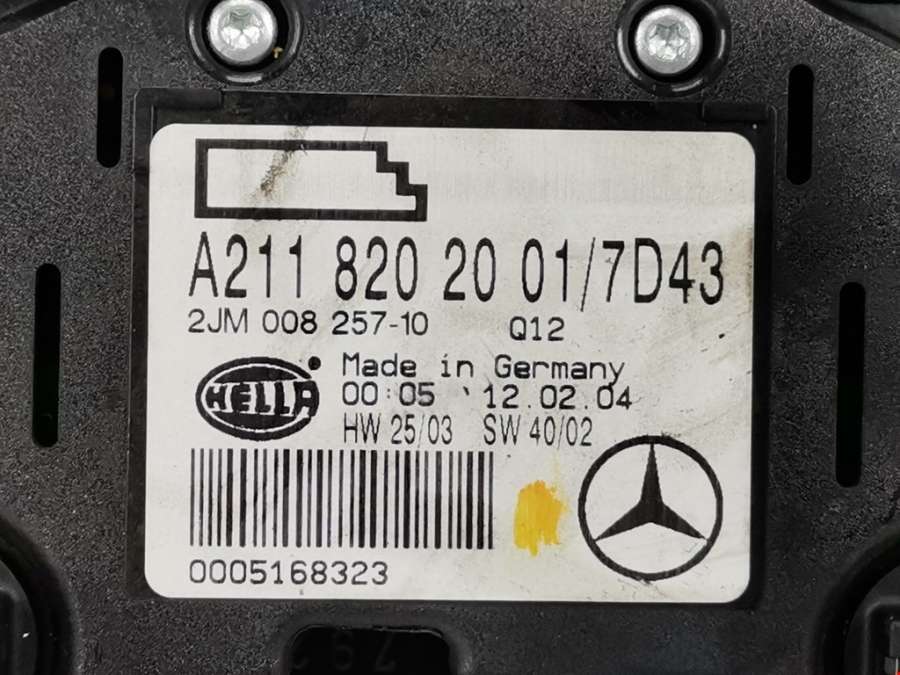 A211 820 20 01/7D43
2JM 008 257-10 Q12
HELLA
Made in Germany
00:05 12.02.04
HW 25/03 SW 40/02
0005168323